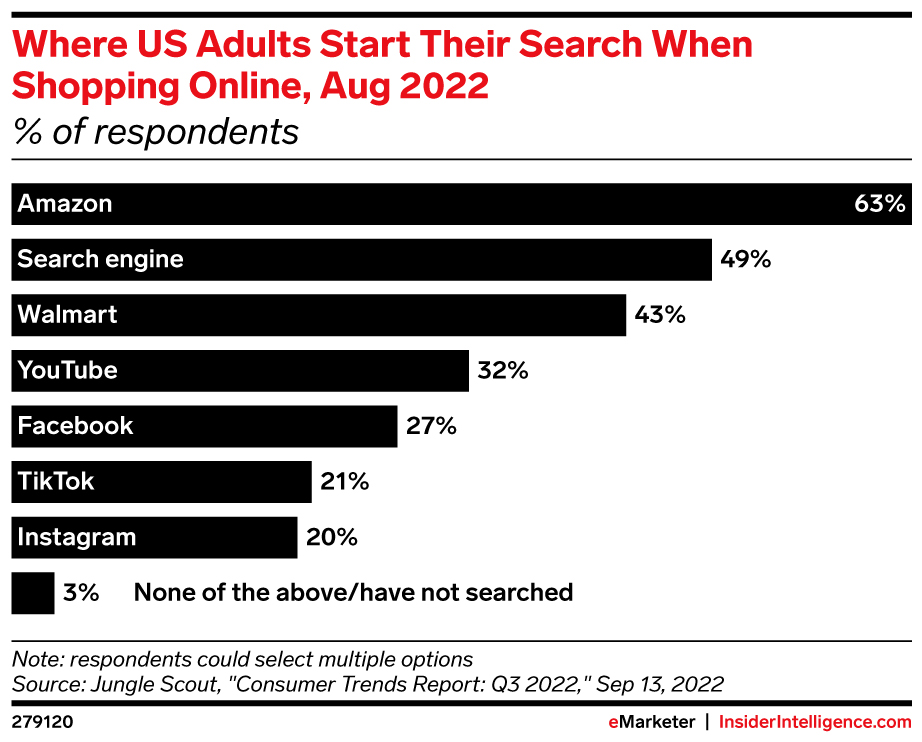 Where US Adults Start Their Search When
Shopping Online, Aug 2022
% of respondents
Amazon 63%
Search engine 49%
Walmart 43%
YouTube 32%
Facebook 27%
TikTok 21%
Instagram 20%
3% None of the above/have not searched
Note: respondents could select multiple options
Source: Jungle Scout, "Consumer Trends Report: Q3 2022," Sep 13, 2022
279120 eMarketer | InsiderIntelligence.com